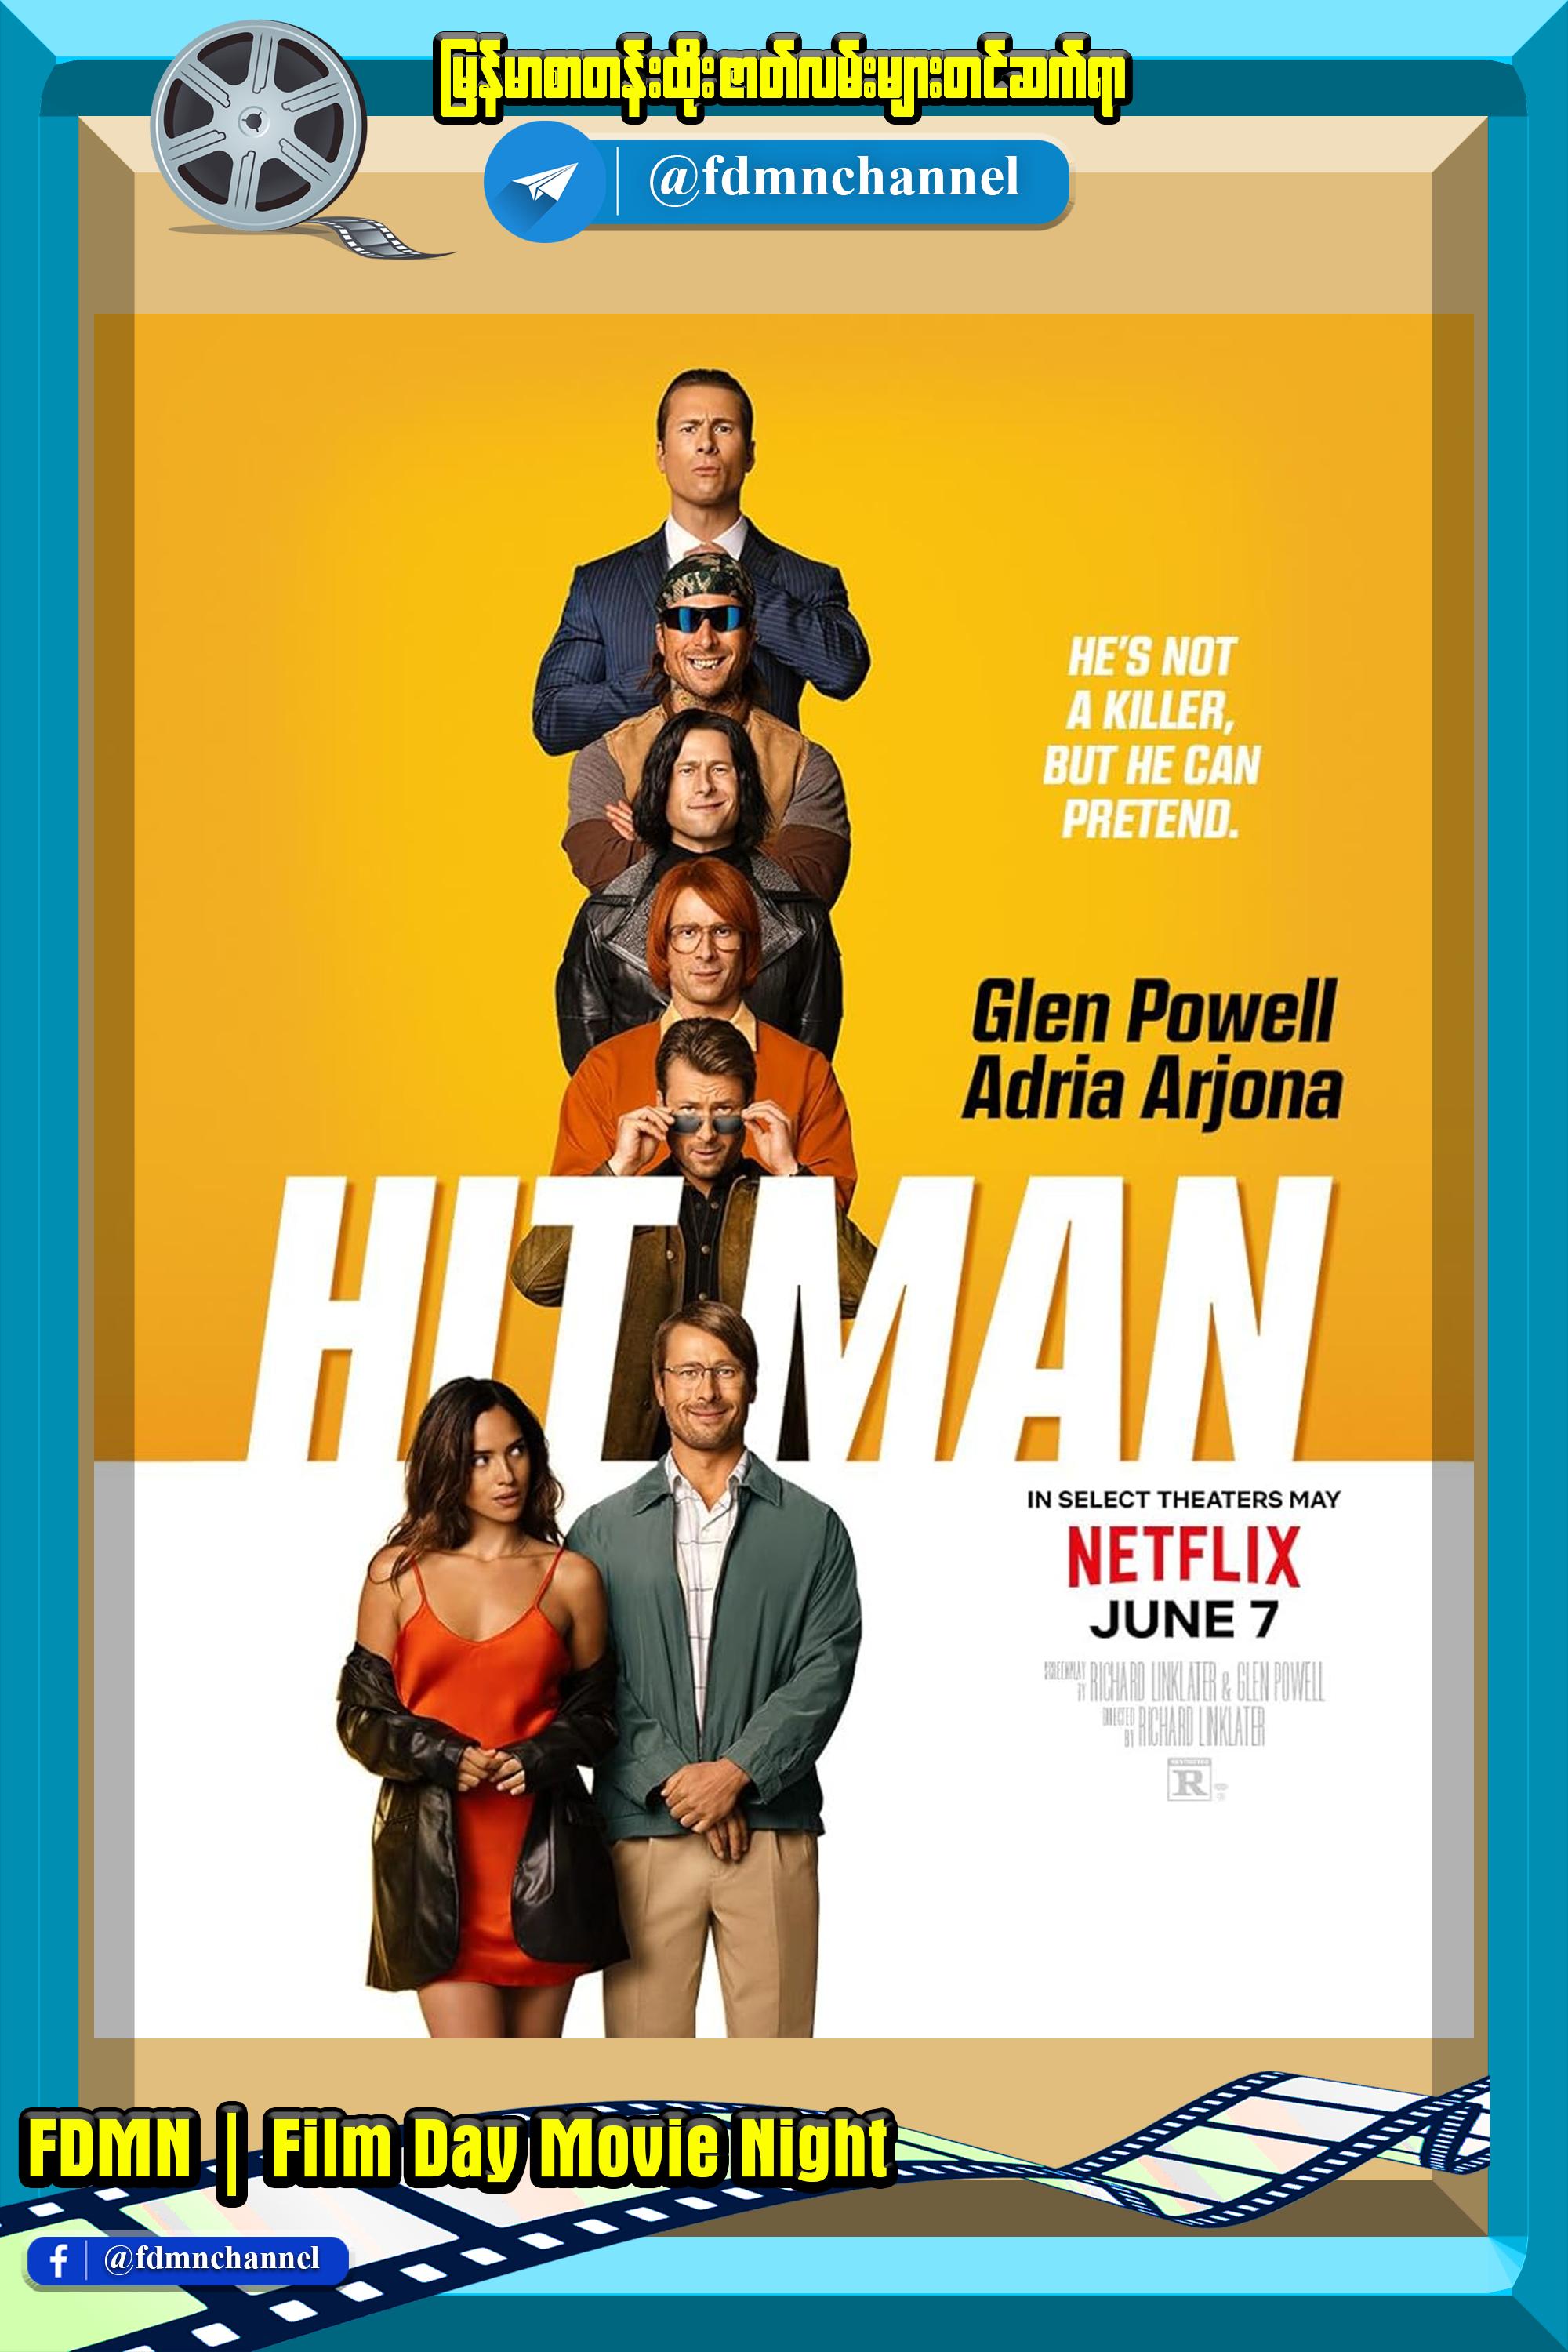 မြန်မာစာတန်းထိုး ဇာတ်လမ်းများတင်ဆက်ရာ
@fdmnchannel
HE'S NOT
A KILLER,
BUT HE CAN
PRETEND.
Glen Powell
Adria Arjona
HIT MAN
IN SELECT THEATERS MAY
NETFLIX
JUNE 7
SCREENPLAY BY RICHARD LINKLATER & GLEN POWELL
DIRECTED BY RICHARD LINKLATER
RESTRICTED
R
FDMN | Film Day Movie Night
f @fdmnchannel